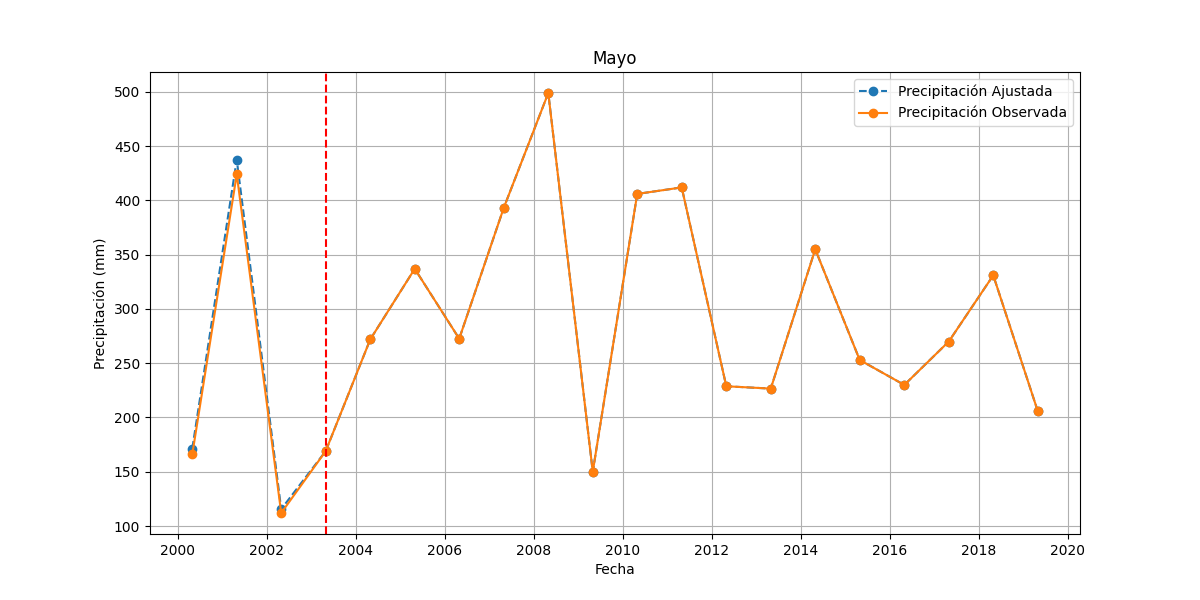 Mayo
Precipitación Ajustada
Precipitación Observada
Precipitación (mm)
500
450
400
350
300
250
200
150
100
2000 2002 2004 2006 2008 2010 2012 2014 2016 2018 2020
Fecha